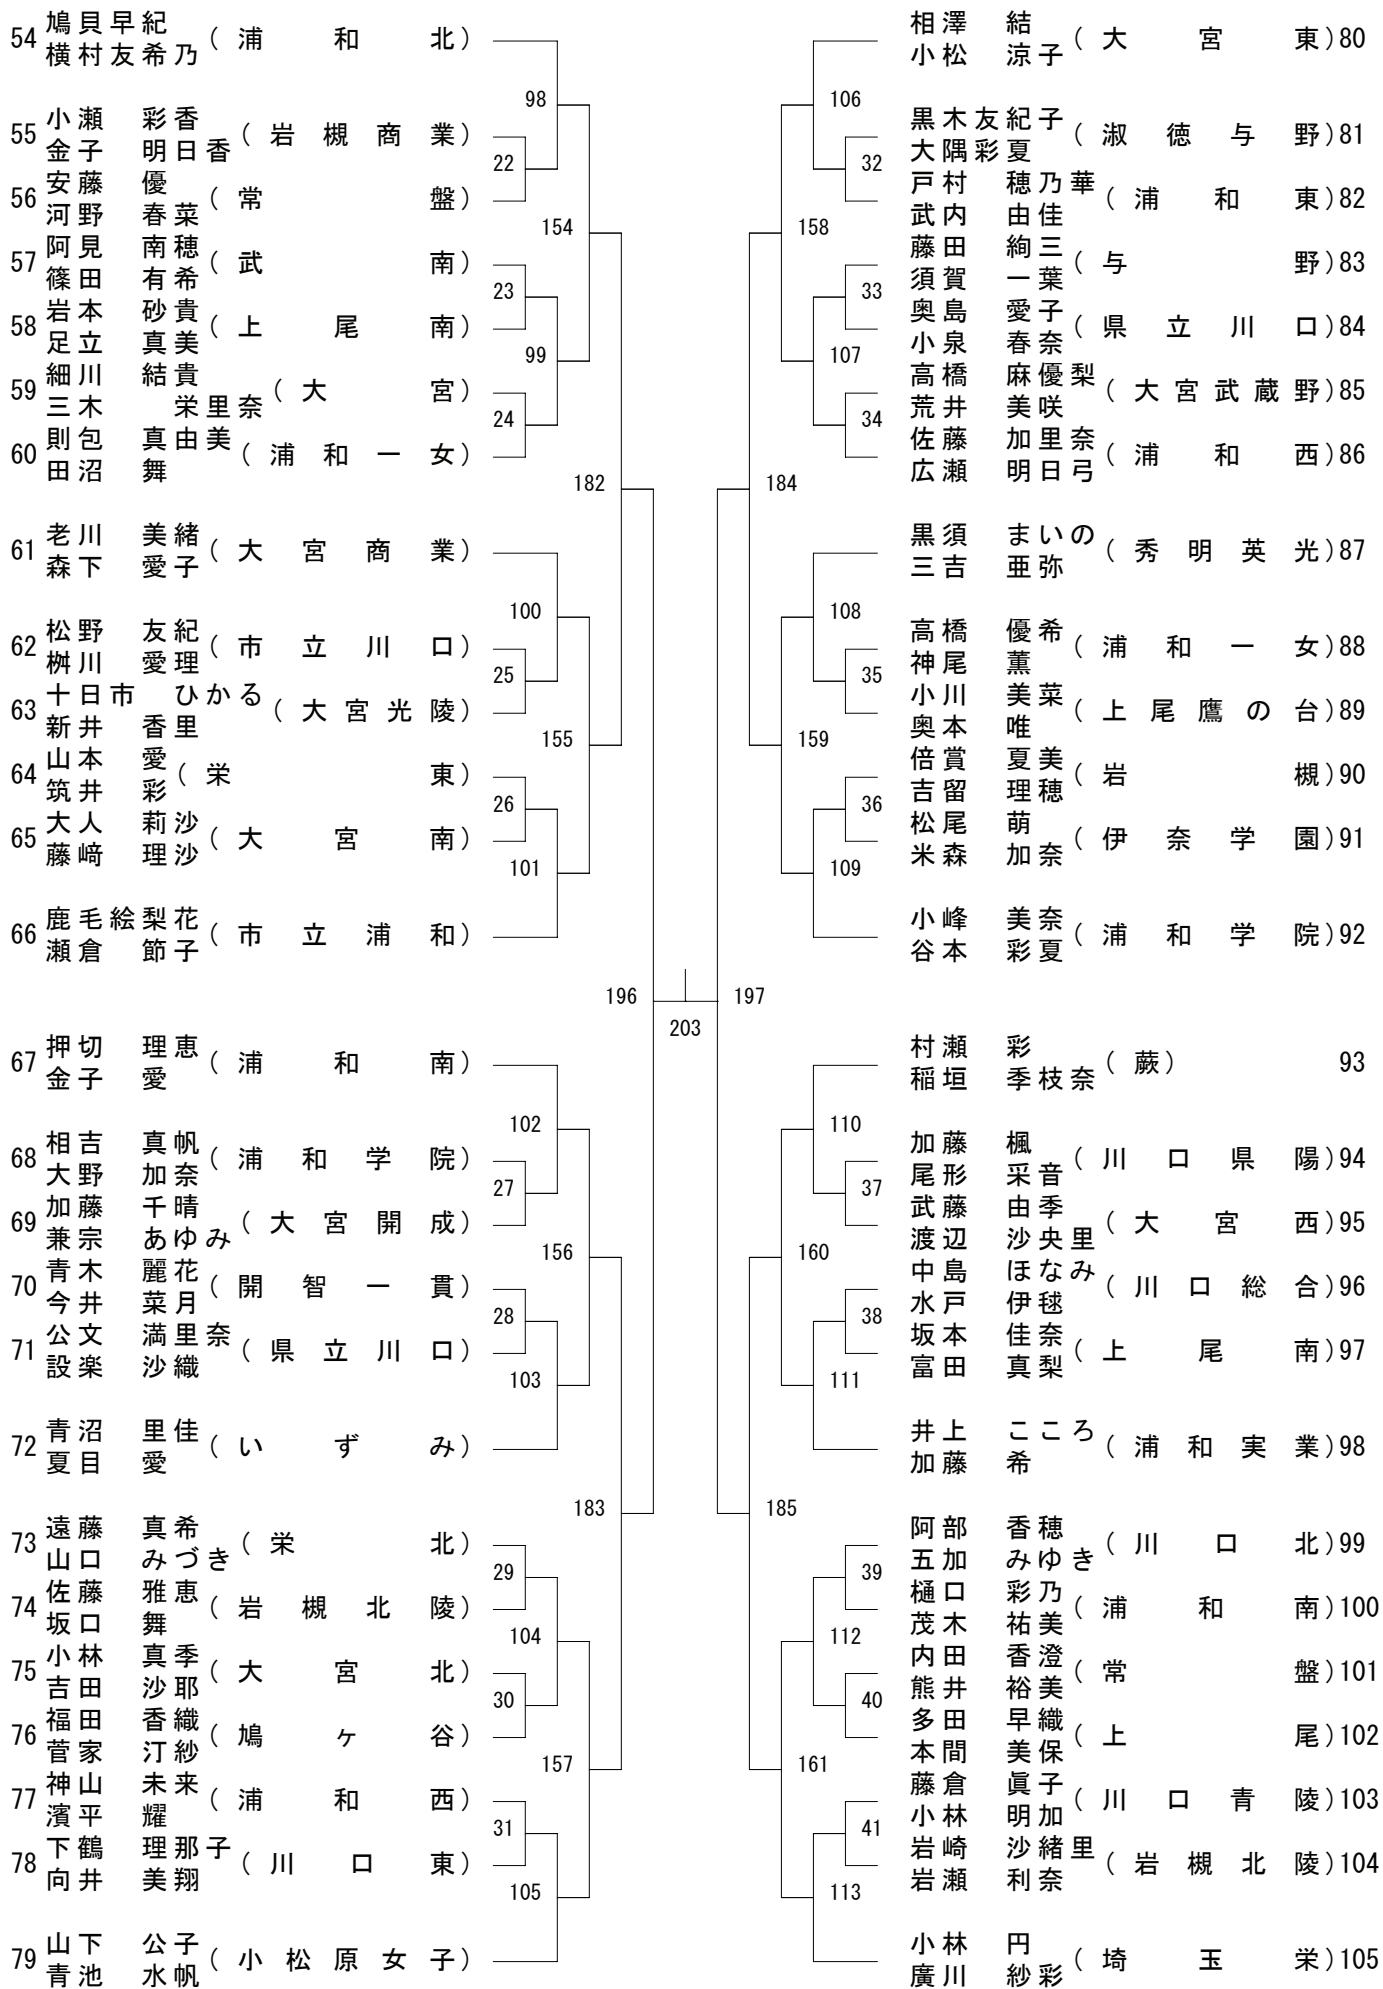 54 鳩貝早紀 横村友希乃 (浦和北)
98
55 小瀬彩香 金子明日香 (岩槻商業)
22
56 安藤優 河野春菜 (常盤)
154
57 阿見南穂 篠田有希 (武南)
23
58 岩本砂貴 足立真美 (上尾南)
99
59 細川結貴 三木栄里奈 (大宮)
24
60 則包真由美 田沼舞 (浦和一女)
182
61 老川美緒 森下愛子 (大宮商業)
100
62 松野友紀 桝川愛理 (市立川口)
25
63 十日市ひかる 新井香里 (大宮光陵)
155
64 山本愛 筑井彩 (栄東)
26
65 大人莉沙 藤﨑理沙 (大宮南)
101
66 鹿毛絵梨花 瀬倉節子 (市立浦和)
196
203
67 押切理恵 金子愛 (浦和南)
102
68 相吉真帆 大野加奈 (浦和学院)
27
69 加藤千晴 兼宗あゆみ (大宮開成)
156
70 青木麗花 今井菜月 (開智一貫)
28
71 公文満里奈 設楽沙織 (県立川口)
103
72 青沼里佳 夏目愛 (いずみ)
183
73 遠藤真希 山口みづき (栄北)
29
74 佐藤雅恵 坂口舞 (岩槻北陵)
104
75 小林真季 吉田沙耶 (大宮北)
30
76 福田香織 菅家汀紗 (鳩ヶ谷)
157
77 神山未来 濱平耀 (浦和西)
31
78 下鶴理那子 向井美翔 (川口東)
105
79 山下公子 青池水帆 (小松原女子)
相澤結 小松涼子 (大宮東) 80
106
黒木友紀子 大隅彩夏 (淑徳与野) 81
32
戸村穂乃華 武内由佳 (浦和東) 82
158
藤田絢三 須賀一葉 (与野) 83
33
奥島愛子 小泉春奈 (県立川口) 84
107
高橋麻優梨 荒井美咲 (大宮武蔵野) 85
34
佐藤加里奈 広瀬明日弓 (浦和西) 86
184
黒須まいの 三吉亜弥 (秀明英光) 87
108
高橋優希 神尾薫 (浦和一女) 88
35
小川美菜 奥本唯 (上尾鷹の台) 89
159
倍賞夏美 吉留理穂 (岩槻) 90
36
松尾萌 米森加奈 (伊奈学園) 91
109
小峰美奈 谷本彩夏 (浦和学院) 92
197
村瀬彩 稲垣季枝奈 (蕨) 93
110
加藤楓 尾形采音 (川口県陽) 94
37
武藤由季 渡辺沙央里 (大宮西) 95
160
中島ほなみ 水戸伊毬 (川口総合) 96
38
坂本佳奈 富田真梨 (上尾南) 97
111
井上こころ 加藤希 (浦和実業) 98
185
阿部香穂 五加みゆき (川口北) 99
39
樋口彩乃 茂木祐美 (浦和南) 100
112
内田香澄 熊井裕美 (常盤) 101
40
多田早織 本間美保 (上尾) 102
161
藤倉眞子 小林明加 (川口青陵) 103
41
岩崎沙緒里 岩瀬利奈 (岩槻北陵) 104
113
小林円 廣川紗彩 (埼玉栄) 105